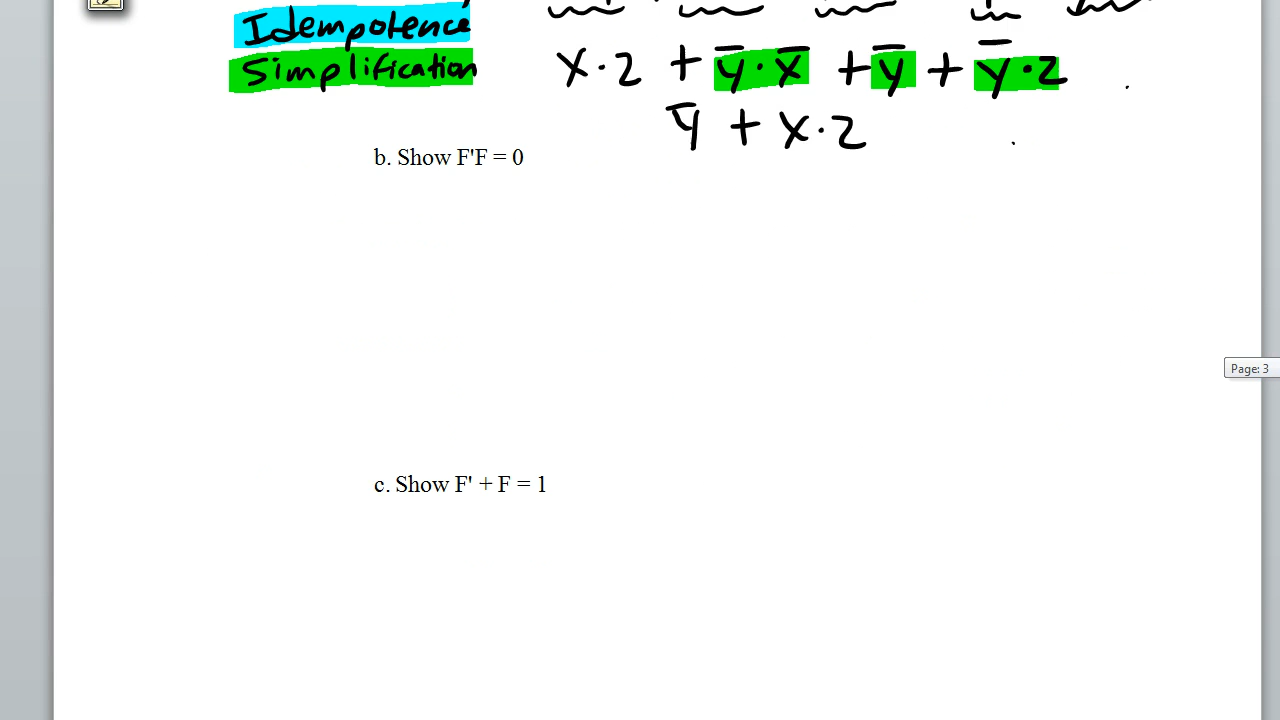 Idempotence
Simplification
x·z + y̅·x̅ + y̅ + y̅·z
y̅ + x·z
b. Show F'F = 0
Page: 3
c. Show F' + F = 1